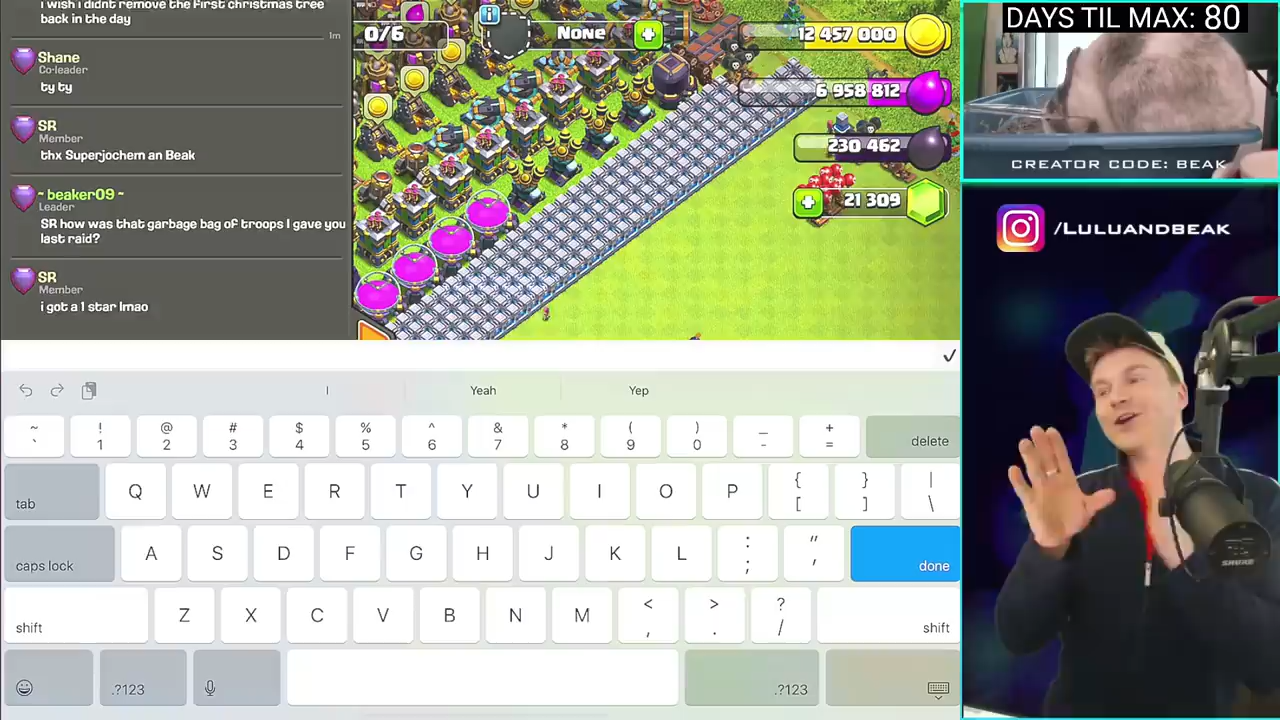 i wish i didnt remove the first christmas tree
back in the day
1m
Shane
Co-leader
ty ty
SR
Member
thx Superjochem an Beak
~ beaker09 ~
Leader
SR how was that garbage bag of troops I gave you
last raid?
SR
Member
i got a 1 star lmao
0/6
None
12 457 000
6 958 812
230 462
21 309
DAYS TIL MAX: 80
CREATOR CODE: BEAK
/LULUANDBEAK
SHURE
I Yeah Yep
~ ! @ # $ % ^ & * ( ) _ +
` 1 2 3 4 5 6 7 8 9 0 - = delete
tab Q W E R T Y U I O P { [ } ] | \
caps lock A S D F G H J K L : ; " ' done
shift Z X C V B N M < , > . ? / shift
.?123 .?123